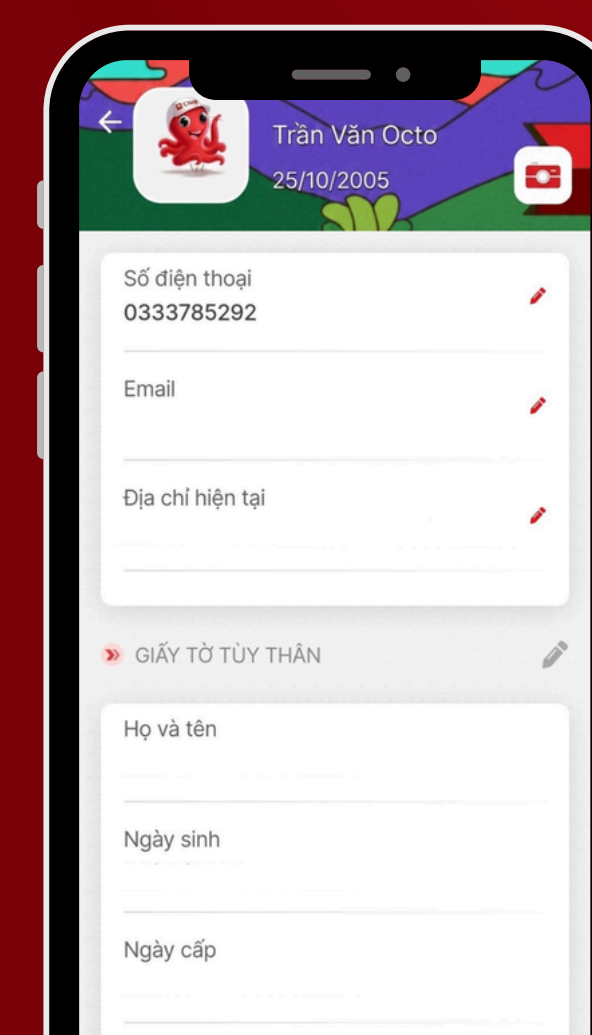 Trần Văn Octo
25/10/2005
Số điện thoại
0333785292
Email
Địa chỉ hiện tại
GIẤY TỜ TÙY THÂN
Họ và tên
Ngày sinh
Ngày cấp